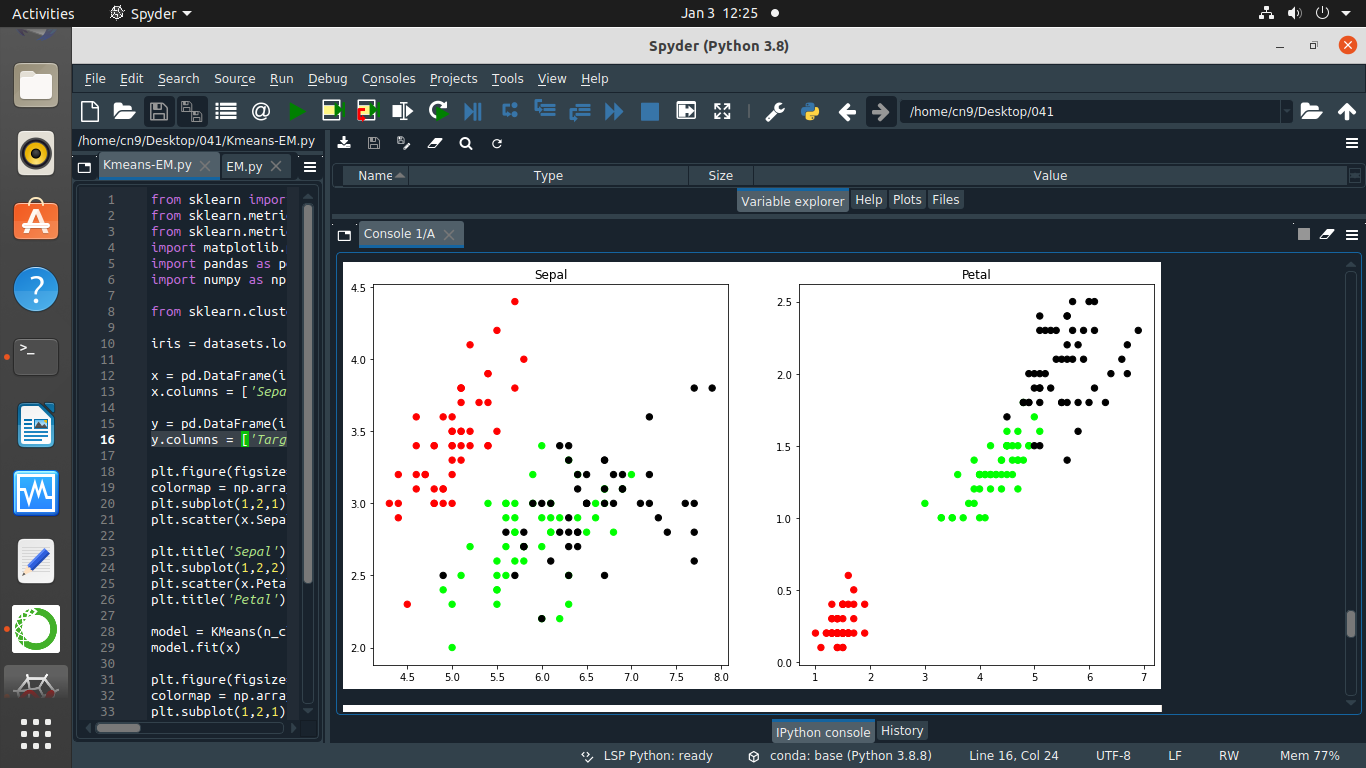 Activities
Spyder
Jan 3 12:25
Spyder (Python 3.8)
File Edit Search Source Run Debug Consoles Projects Tools View Help
/home/cn9/Desktop/041
/home/cn9/Desktop/041/Kmeans-EM.py
Kmeans-EM.py
EM.py
1 from sklearn impor
2 from sklearn.metri
3 from sklearn.metri
4 import matplotlib.
5 import pandas as p
6 import numpy as np
7
8 from sklearn.clust
9
10 iris = datasets.lo
11
12 x = pd.DataFrame(i
13 x.columns = ['Sepa
14
15 y = pd.DataFrame(i
16 y.columns = ['Targ
17
18 plt.figure(figsize
19 colormap = np.arra
20 plt.subplot(1,2,1)
21 plt.scatter(x.Sepa
22
23 plt.title('Sepal')
24 plt.subplot(1,2,2)
25 plt.scatter(x.Peta
26 plt.title('Petal')
27
28 model = KMeans(n_c
29 model.fit(x)
30
31 plt.figure(figsize
32 colormap = np.arra
33 plt.subplot(1,2,1)
Name Type Size Value
Variable explorer Help Plots Files
Console 1/A
Sepal
4.5
4.0
3.5
3.0
2.5
2.0
4.5 5.0 5.5 6.0 6.5 7.0 7.5 8.0
Petal
2.5
2.0
1.5
1.0
0.5
0.0
1 2 3 4 5 6 7
IPython console History
LSP Python: ready conda: base (Python 3.8.8) Line 16, Col 24 UTF-8 LF RW Mem 77%